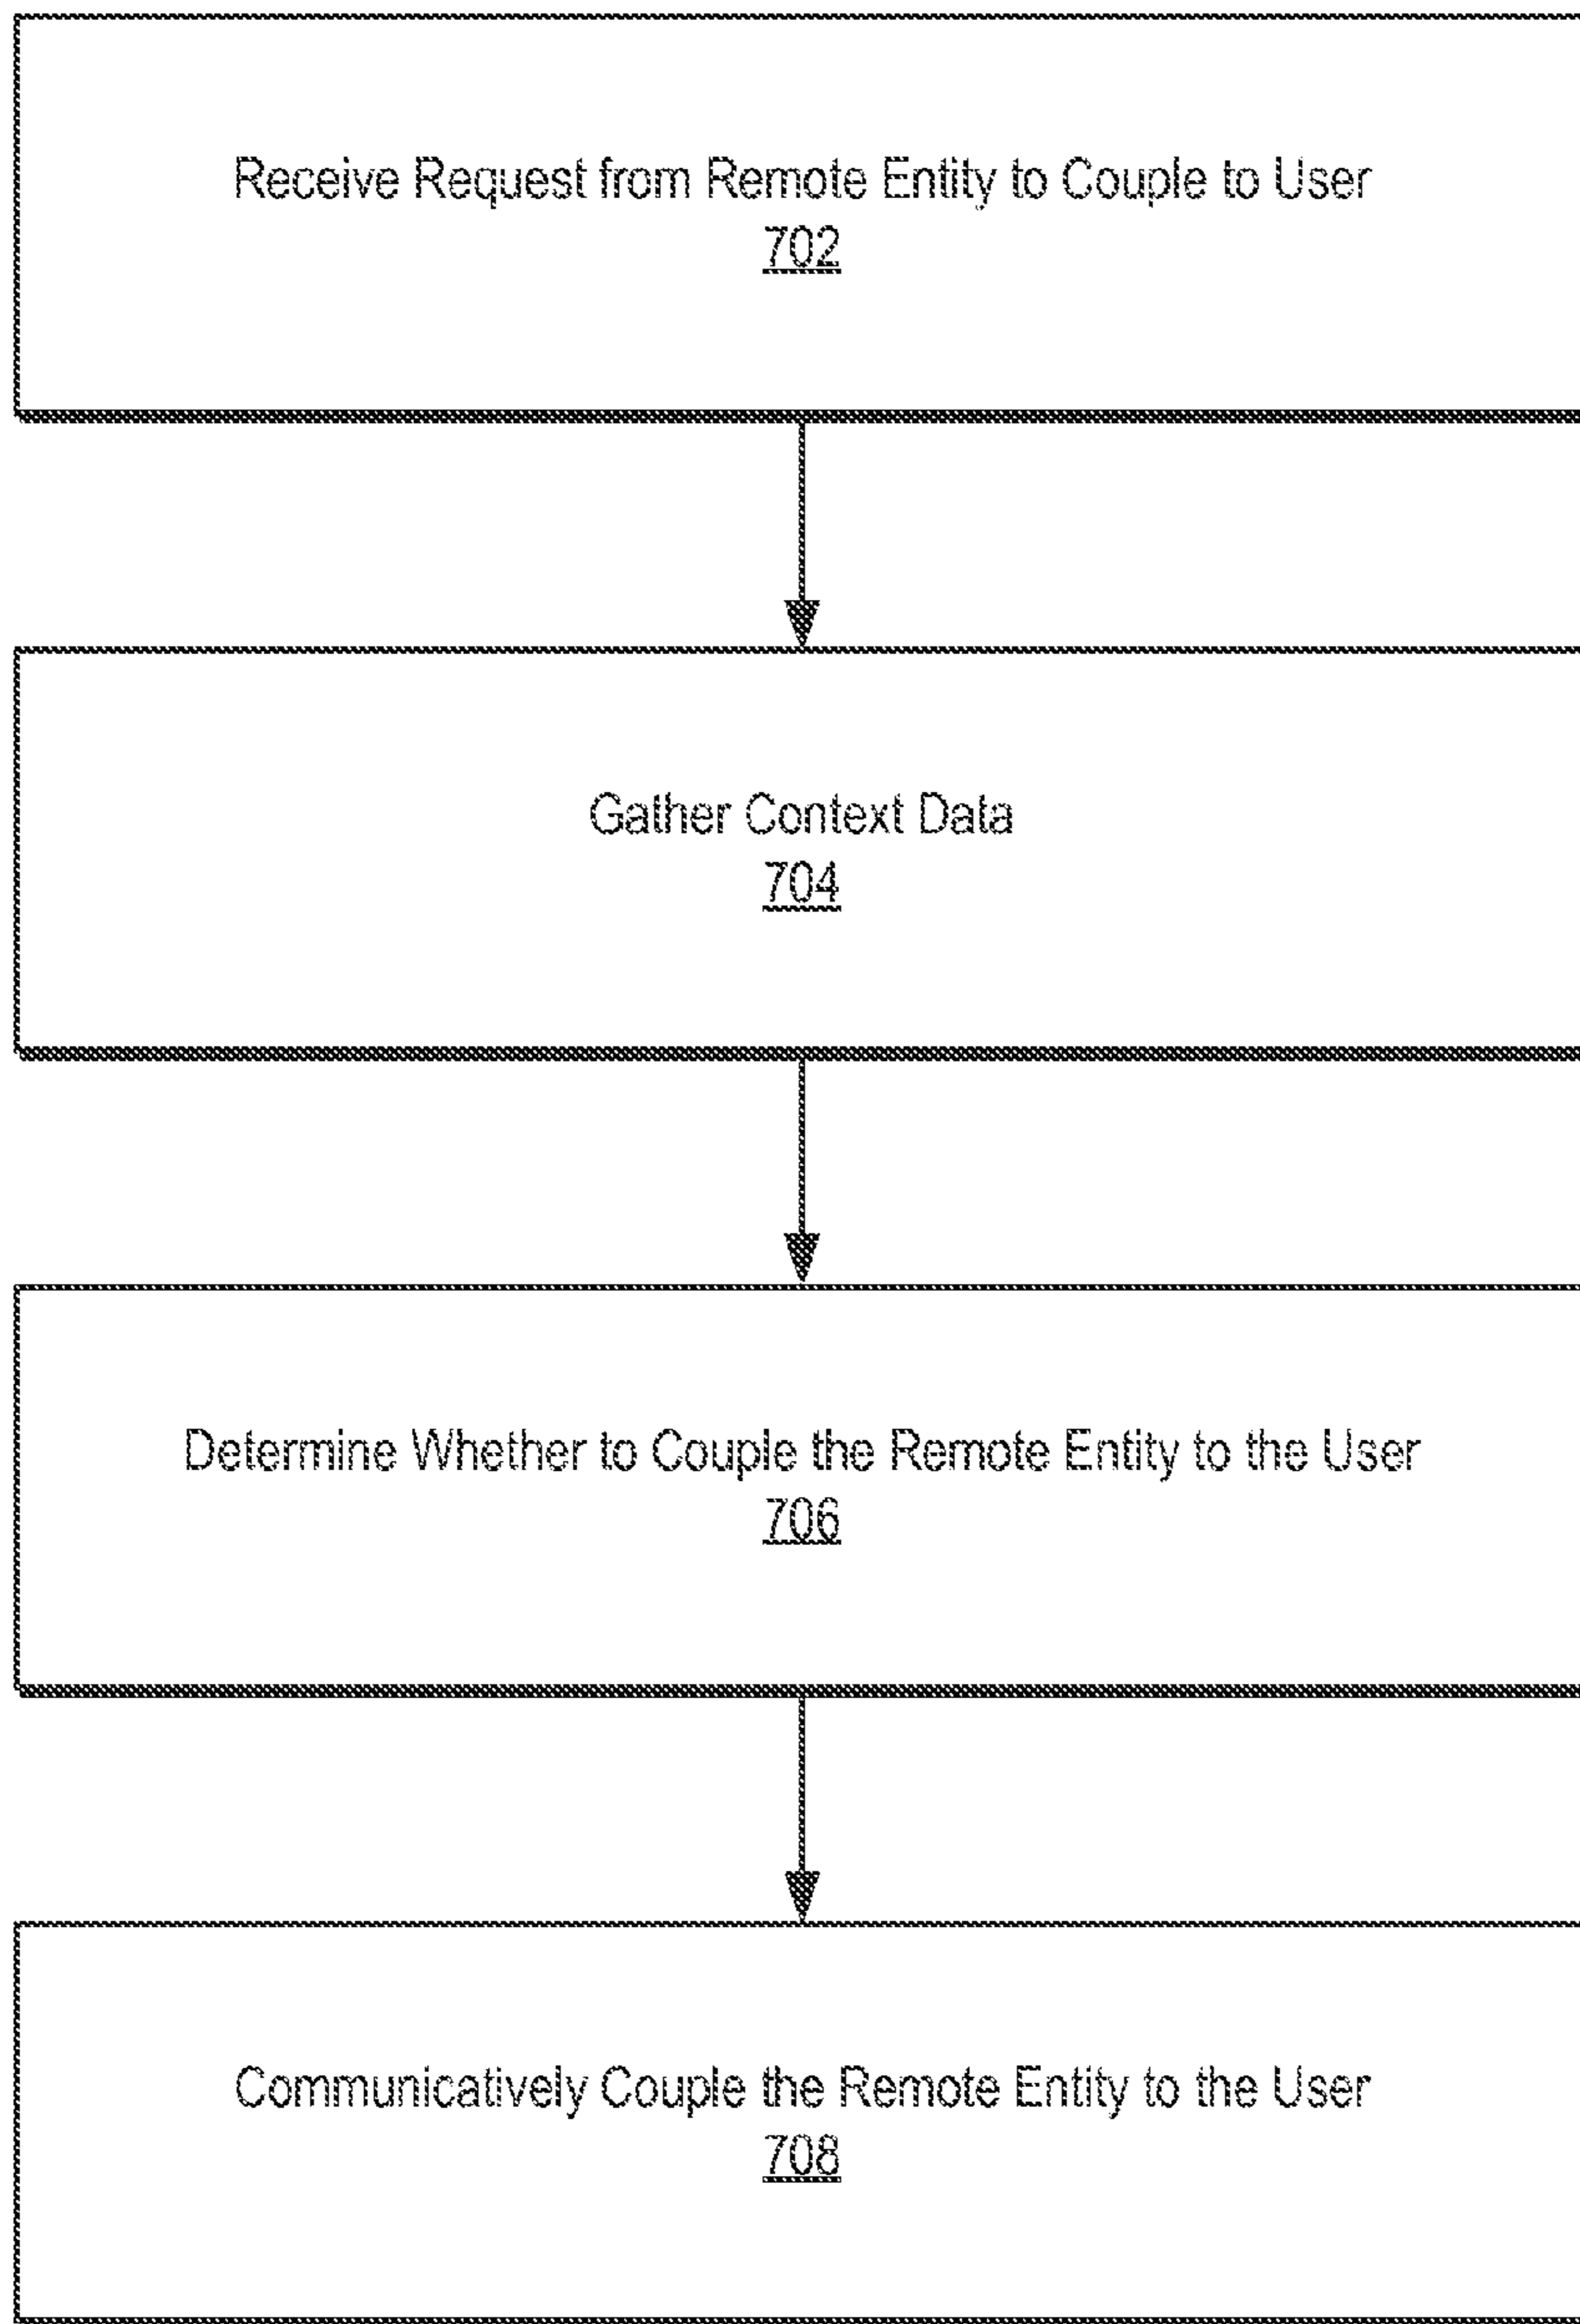 Receive Request from Remote Entity to Couple to User
702
Gather Context Data
704
Determine Whether to Couple the Remote Entity to the User
706
Communicatively Couple the Remote Entity to the User
708